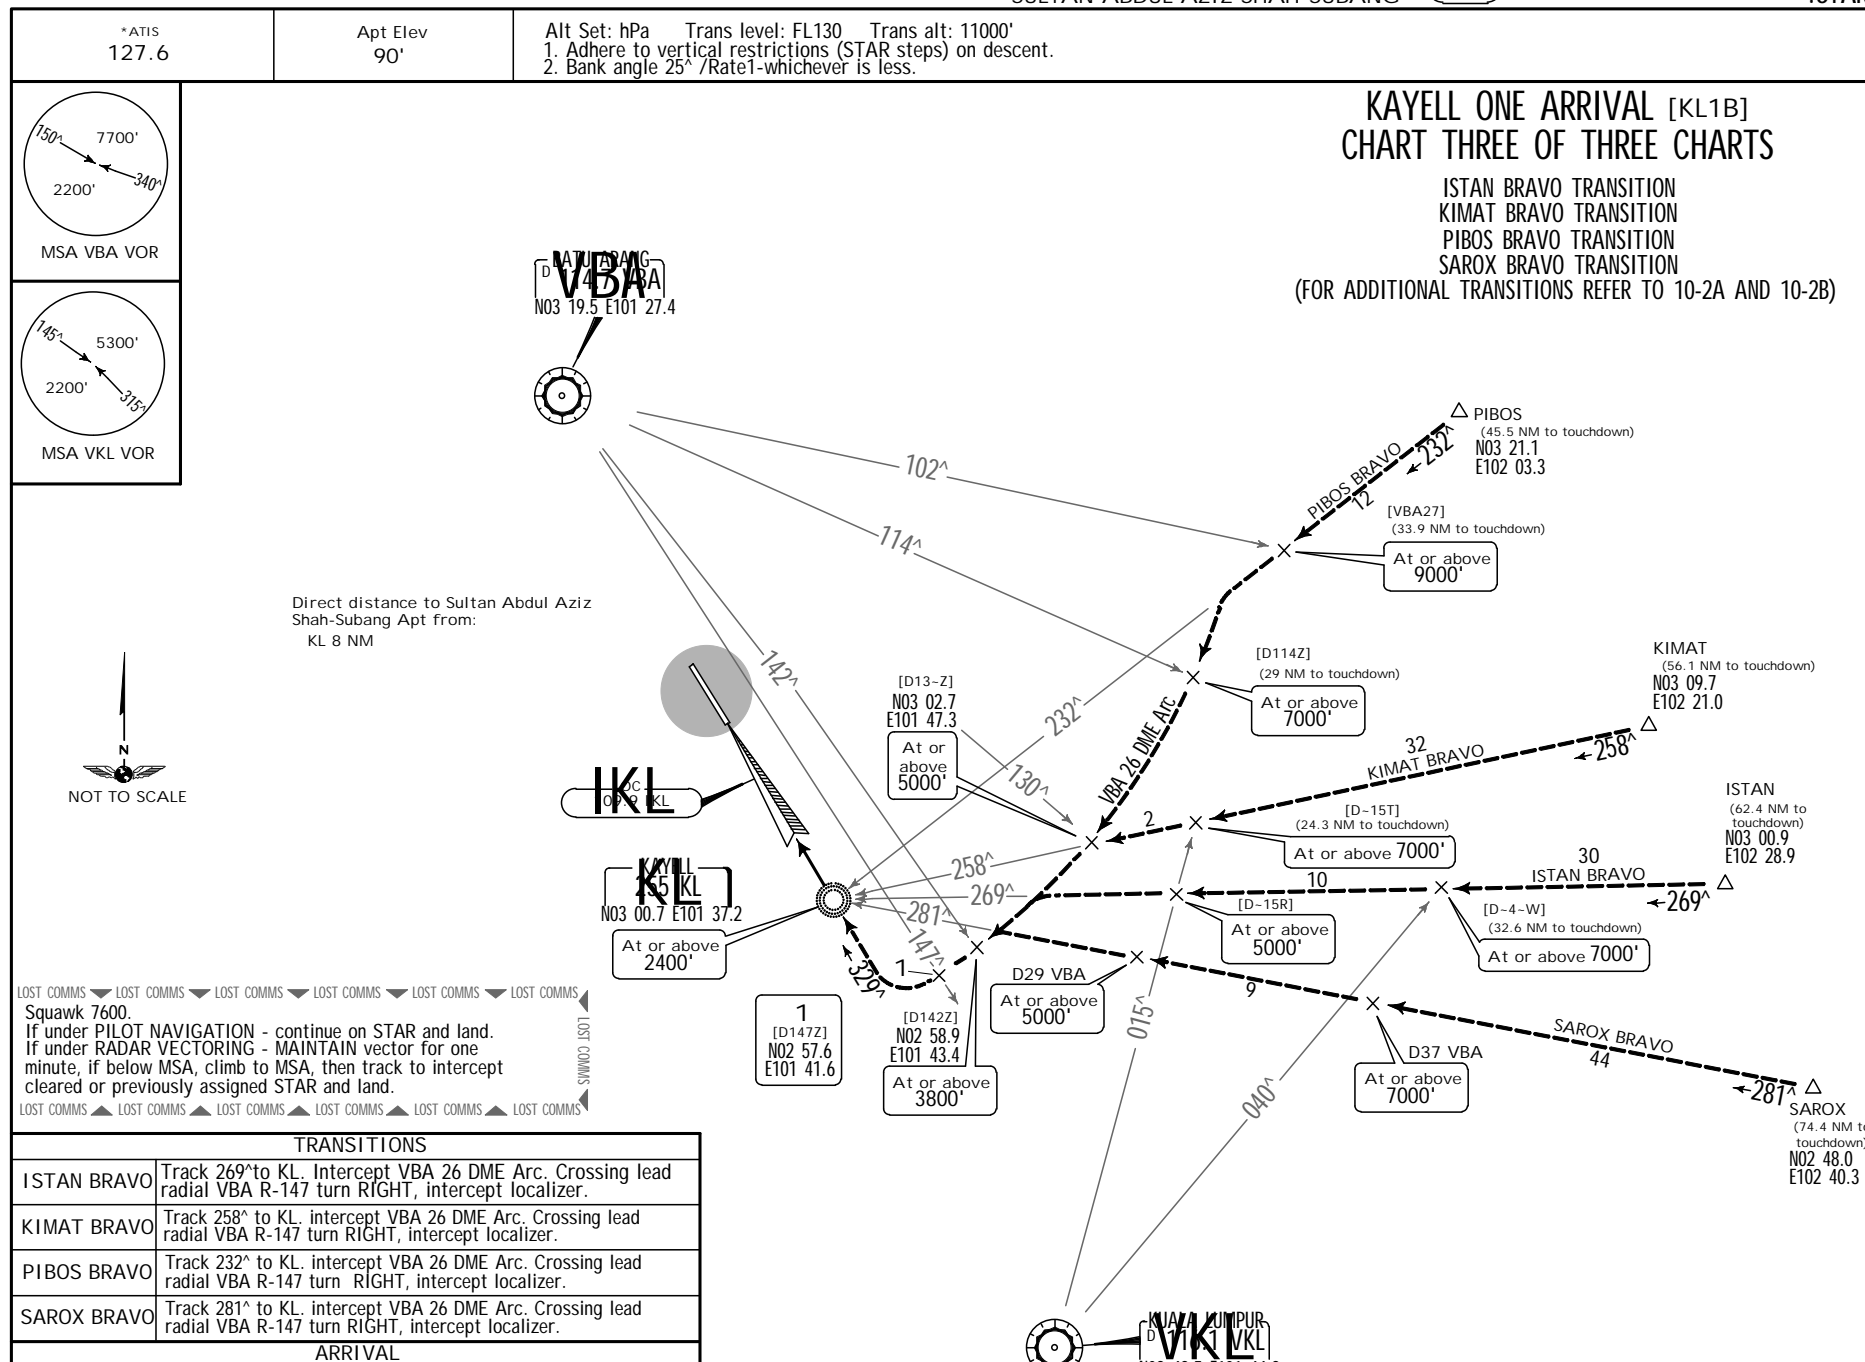 *ATIS
127.6
Apt Elev
90'
Alt Set: hPa Trans level: FL130 Trans alt: 11000'
1. Adhere to vertical restrictions (STAR steps) on descent.
2. Bank angle 25^ /Rate1-whichever is less.
150^
7700'
340^
2200'
MSA VBA VOR
145^
5300'
2200'
315^
MSA VKL VOR
KAYELL ONE ARRIVAL [KL1B]
CHART THREE OF THREE CHARTS
ISTAN BRAVO TRANSITION
KIMAT BRAVO TRANSITION
PIBOS BRAVO TRANSITION
SAROX BRAVO TRANSITION
(FOR ADDITIONAL TRANSITIONS REFER TO 10-2A AND 10-2B)
BATU ARANG
VBA
D 114.7 VBA
N03 19.5 E101 27.4
PIBOS
(45.5 NM to touchdown)
N03 21.1
E102 03.3
232^
PIBOS BRAVO
12
102^
[VBA27]
(33.9 NM to touchdown)
At or above
9000'
114^
Direct distance to Sultan Abdul Aziz
Shah-Subang Apt from:
KL 8 NM
[D114Z]
(29 NM to touchdown)
At or above
7000'
142^
232^
VBA 26 DME Arc
[D13~Z]
N03 02.7
E101 47.3
At or
above
5000'
130^
KIMAT
(56.1 NM to touchdown)
N03 09.7
E102 21.0
258^
32
KIMAT BRAVO
N
NOT TO SCALE
IKL
2
[D~15T]
(24.3 NM to touchdown)
At or above 7000'
ISTAN
(62.4 NM to
touchdown)
N03 00.9
E102 28.9
269^
30
ISTAN BRAVO
10
KAYELL
KL
N03 00.7 E101 37.2
At or above
2400'
258^
269^
281^
147^
[D~15R]
At or above
5000'
[D~4~W]
(32.6 NM to touchdown)
At or above 7000'
329^
1
1
[D147Z]
N02 57.6
E101 41.6
[D142Z]
N02 58.9
E101 43.4
At or above
3800'
D29 VBA
At or above
5000'
9
015^
040^
D37 VBA
At or above
7000'
SAROX BRAVO
44
281^
SAROX
touchdown)
N02 48.0
E102 40.3
LOST COMMS LOST COMMS LOST COMMS LOST COMMS LOST COMMS LOST COMMS
Squawk 7600.
If under PILOT NAVIGATION - continue on STAR and land.
If under RADAR VECTORING - MAINTAIN vector for one
minute, if below MSA, climb to MSA, then track to intercept
cleared or previously assigned STAR and land.
LOST COMMS
LOST COMMS LOST COMMS LOST COMMS LOST COMMS LOST COMMS LOST COMMS
TRANSITIONS
ISTAN BRAVO Track 269^to KL. Intercept VBA 26 DME Arc. Crossing lead
radial VBA R-147 turn RIGHT, intercept localizer.
KIMAT BRAVO Track 258^ to KL. intercept VBA 26 DME Arc. Crossing lead
radial VBA R-147 turn RIGHT, intercept localizer.
PIBOS BRAVO Track 232^ to KL. intercept VBA 26 DME Arc. Crossing lead
radial VBA R-147 turn RIGHT, intercept localizer.
SAROX BRAVO Track 281^ to KL. intercept VBA 26 DME Arc. Crossing lead
radial VBA R-147 turn RIGHT, intercept localizer.
ARRIVAL
KUALA LUMPUR
VKL